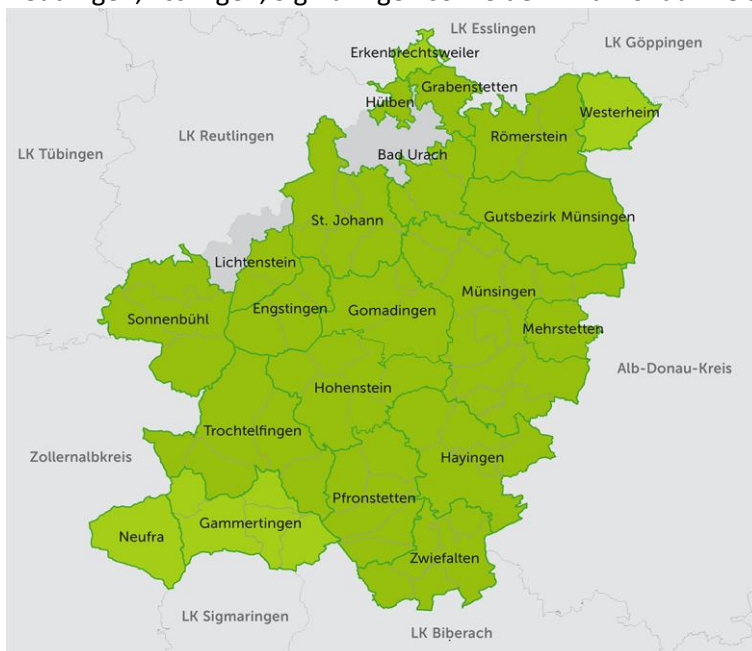 LK Esslingen
LK Göppingen
Erkenbrechtsweiler
Grabenstetten
Hülben
Westerheim
LK Reutlingen
Römerstein
LK Tübingen
Bad Urach
St. Johann
Gutsbezirk Münsingen
Lichtenstein
Münsingen
Engstingen
Gomadingen
Sonnenbühl
Mehrstetten
Alb-Donau-Kreis
Hohenstein
Trochtelfingen
Zollernalbkreis
Hayingen
Pfronstetten
Gammertingen
Neufra
Zwiefalten
LK Sigmaringen
LK Biberach